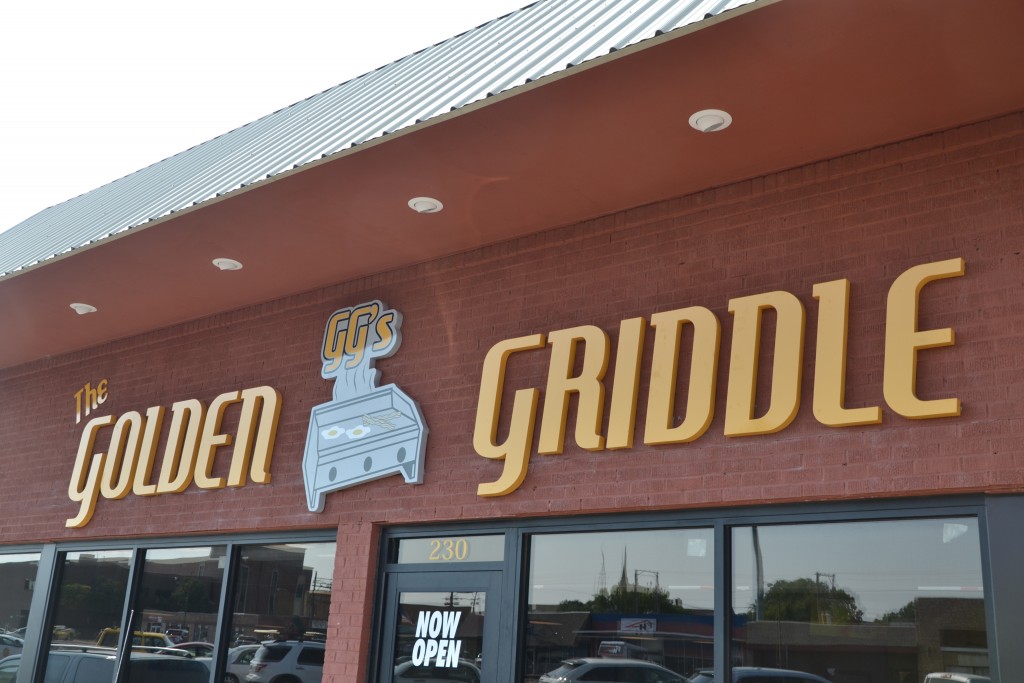 The
GOLDEN
GG's
GRIDDLE
230
NOW
OPEN